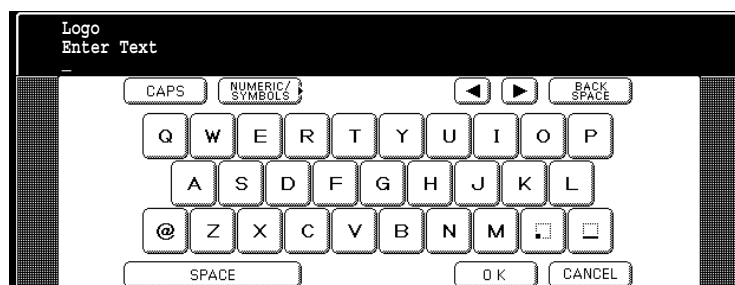 Logo
Enter Text
_
CAPS NUMERIC/ SYMBOLS ◀ ▶ BACK SPACE
Q W E R T Y U I O P
A S D F G H J K L
@ Z X C V B N M . _
SPACE OK CANCEL